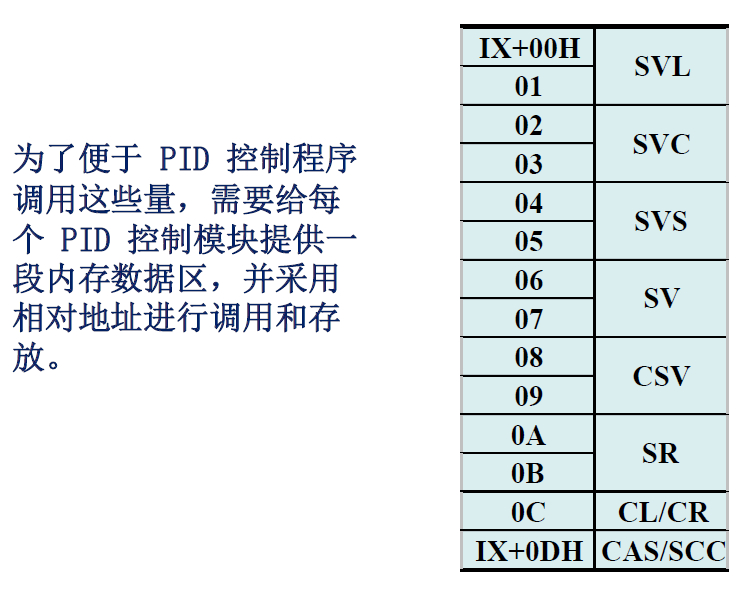 为了便于 PID 控制程序
调用这些量，需要给每
个 PID 控制模块提供一
段内存数据区，并采用
相对地址进行调用和存
放。
IX+00H
SVL
01
02
SVC
03
04
SVS
05
06
SV
07
08
CSV
09
0A
SR
0B
0C CL/CR
IX+0DH CAS/SCC